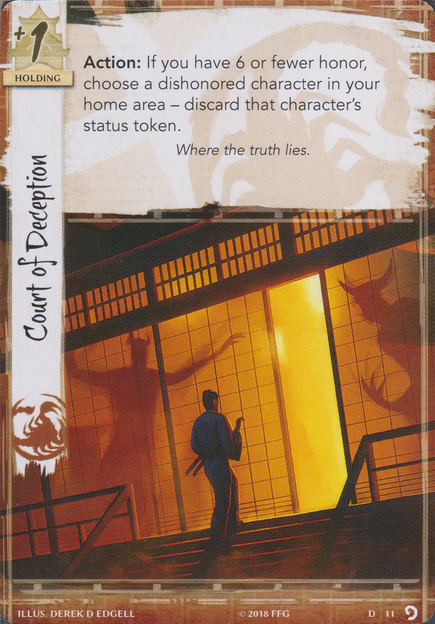 +1
HOLDING
Action: If you have 6 or fewer honor,
choose a dishonored character in your
home area – discard that character's
status token.
Where the truth lies.
Court of Deception
ILLUS. DEREK D EDGELL
© 2018 FFG
D 11